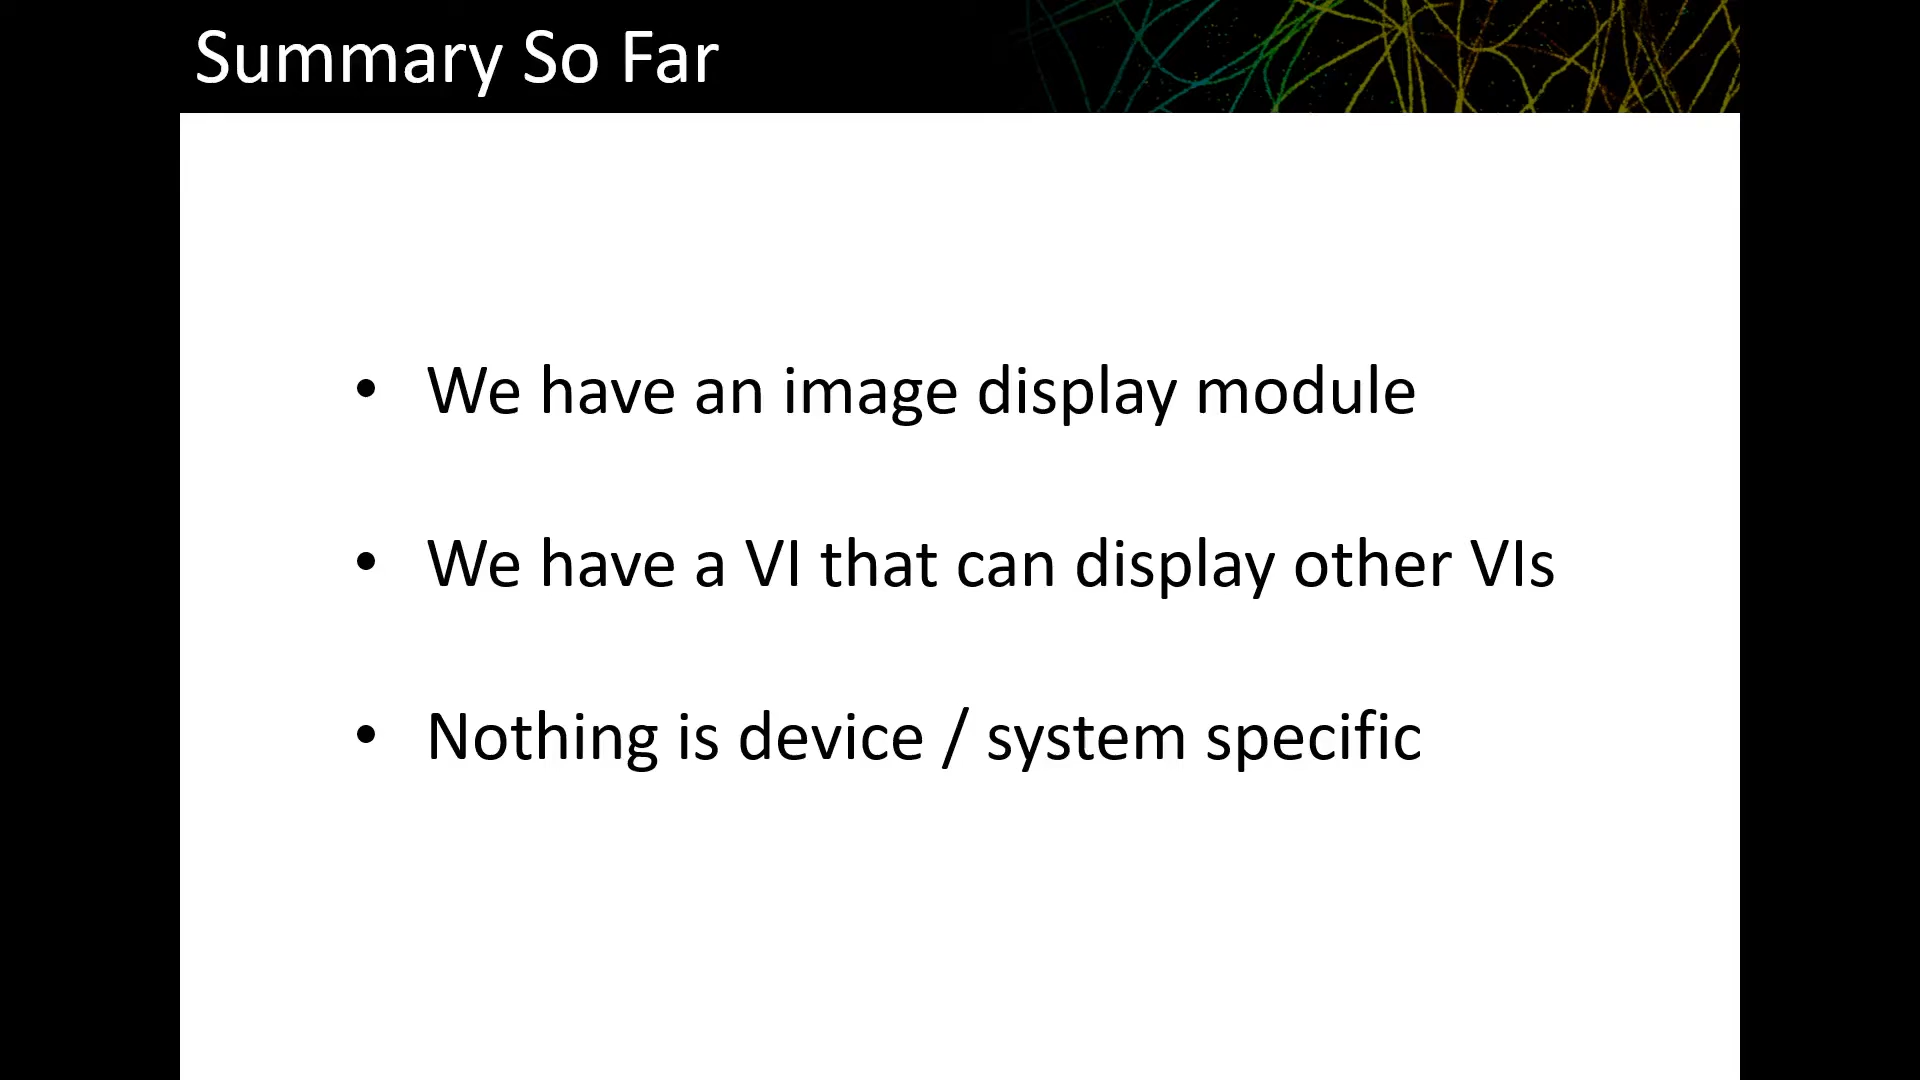 Summary So Far
• We have an image display module
• We have a VI that can display other VIs
• Nothing is device / system specific